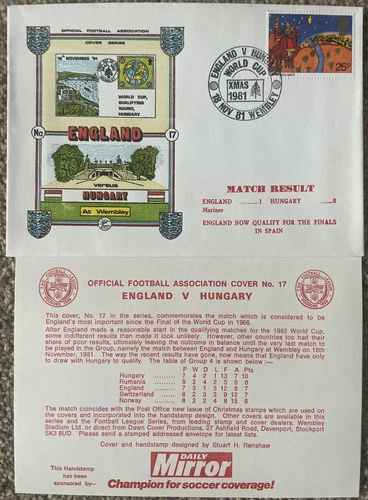 OFFICIAL FOOTBALL ASSOCIATION
COVER SERIES
18th NOVEMBER '81
WORLD CUP,
QUALIFYING
ROUND,
HUNGARY
No 17
ENGLAND
versus
HUNGARY
At Wembley
25p
ENGLAND V HUNGARY
WORLD CUP
XMAS
1981
18 NOV 81 WEMBLEY
MATCH RESULT
ENGLAND ........1 HUNGARY .....0
Mariner
ENGLAND NOW QUALIFY FOR THE FINALS
IN SPAIN
OFFICIAL FOOTBALL ASSOCIATION COVER No. 17
ENGLAND V HUNGARY
This cover, No. 17 in the series, commemorates the match which is considered to be
England's most important since the Final of the World Cup in 1966.
After England made a reasonable start in the qualifying matches for the 1982 World Cup,
some indifferent results then made it look unlikely. However, other countries too had their
share of poor results, ultimately leaving the outcome in balance until the very last match to
be played in the Group, namely the match between England and Hungary at Wembley on 18th
November, 1981. The way the recent results have gone, now means that England have only
to draw with Hungary to qualify. The table of Group 4 is shown below:—
P W D L F A Pts
Hungary 7 4 2 1 13 7 10
Rumania 8 2 4 2 5 5 8
England 7 3 1 3 12 8 7
Switzerland 8 2 3 3 9 12 7
Norway 8 2 2 4 8 15 6
The match coincides with the Post Office new issue of Christmas stamps which are used on
the covers and incorporated into the handstamp design. Other covers are available in this
series and the Football League Series, from leading stamp and cover dealers, Wembley
Stadium Ltd. or direct from Dawn Cover Productions, 27 Ashfield Road, Davenport, Stockport
SK3 8UD. Please send a stamped addressed envelope for latest lists.
Cover and handstamp designed by Stuart H. Renshaw
This Handstamp
has been
sponsored by—
DAILY
Mirror
Champion for soccer coverage!